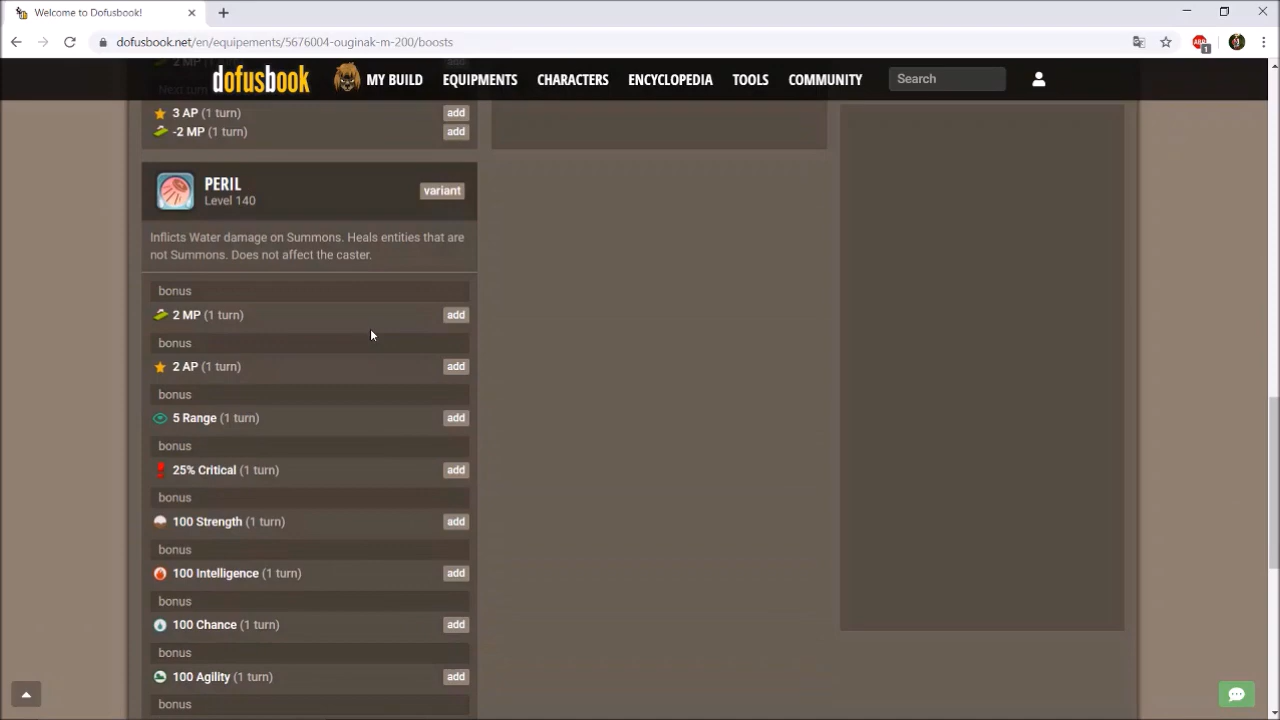 Welcome to Dofusbook!
dofusbook.net/en/equipements/5676004-ouginak-m-200/boosts
1
dofusbook
MY BUILD
EQUIPMENTS
CHARACTERS
ENCYCLOPEDIA
TOOLS
COMMUNITY
Search
2 MP
Next turn
3 AP (1 turn) add
-2 MP (1 turn) add
PERIL
Level 140
variant
Inflicts Water damage on Summons. Heals entities that are
not Summons. Does not affect the caster.
bonus
2 MP (1 turn) add
bonus
2 AP (1 turn) add
bonus
5 Range (1 turn) add
bonus
25% Critical (1 turn) add
bonus
100 Strength (1 turn) add
bonus
100 Intelligence (1 turn) add
bonus
100 Chance (1 turn) add
bonus
100 Agility (1 turn) add
bonus